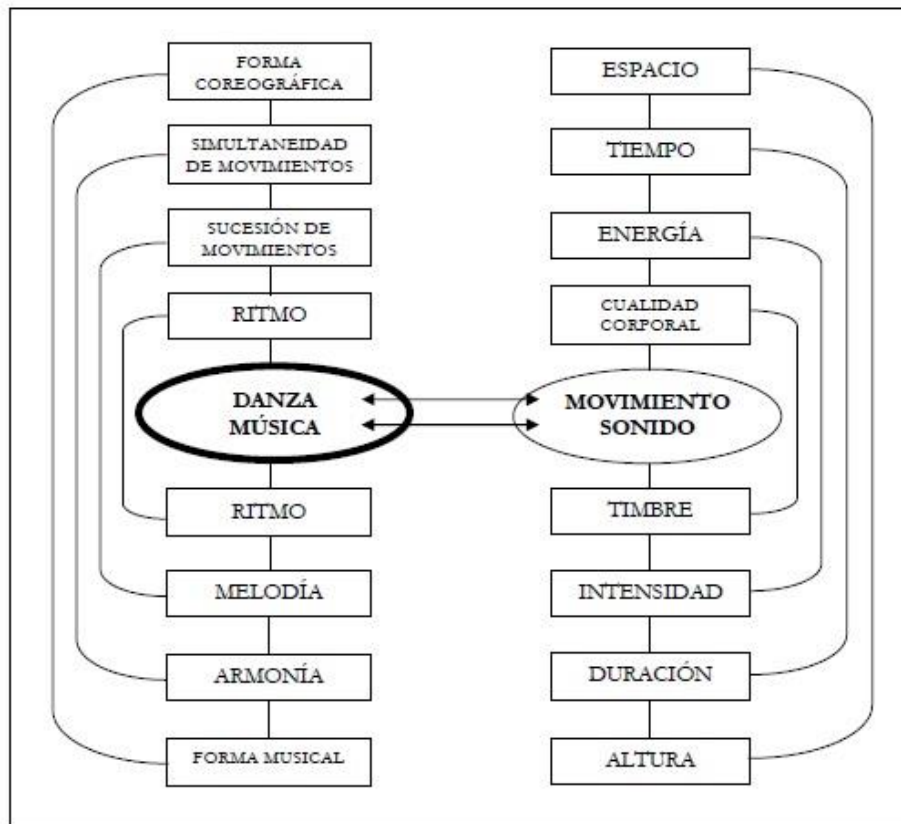 FORMA
COREOGRÁFICA
SIMULTANEIDAD
DE MOVIMIENTOS
SUCESIÓN DE
MOVIMIENTOS
RITMO
DANZA
MÚSICA
RITMO
MELODÍA
ARMONÍA
FORMA MUSICAL
ESPACIO
TIEMPO
ENERGÍA
CUALIDAD
CORPORAL
MOVIMIENTO
SONIDO
TIMBRE
INTENSIDAD
DURACIÓN
ALTURA